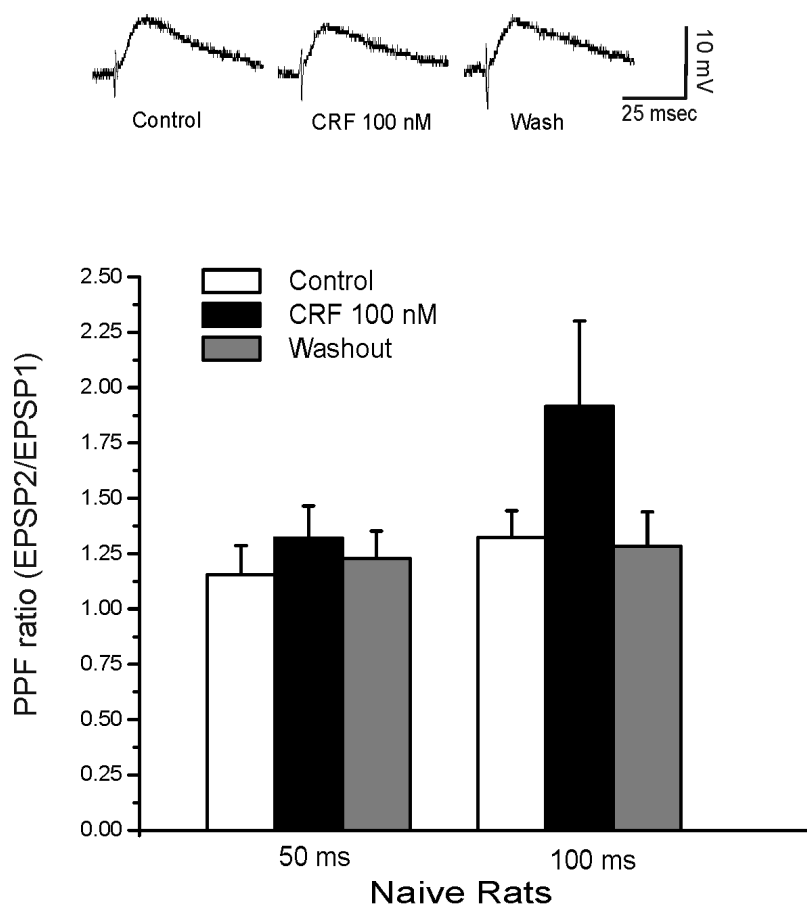 10 mV
25 msec
Control
CRF 100 nM
Wash
PPF ratio (EPSP2/EPSP1)
2.50
2.25
2.00
1.75
1.50
1.25
1.00
0.75
0.50
0.25
0.00
Control
CRF 100 nM
Washout
50 ms
100 ms
Naive Rats